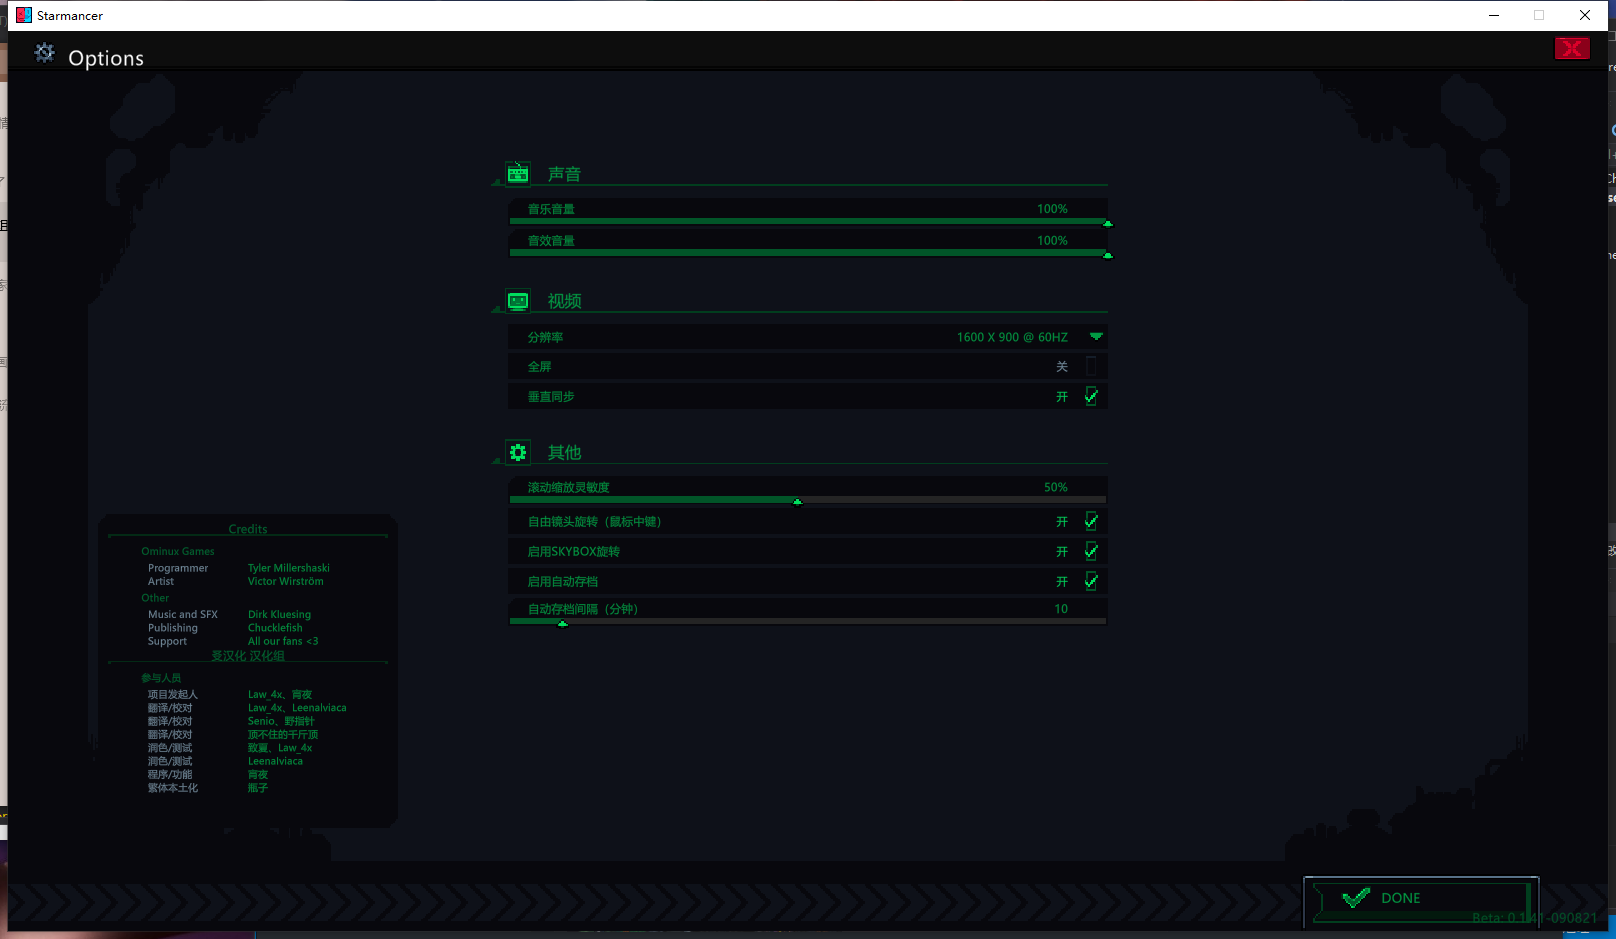 Starmancer
Options
声音
音乐音量 100%
音效音量 100%
视频
分辨率 1600 X 900 @ 60HZ
全屏 关
垂直同步 开
其他
滚动缩放灵敏度 50%
自由镜头旋转（鼠标中键） 开
启用SKYBOX旋转 开
启用自动存档 开
自动存档间隔（分钟） 10
Credits
Ominux Games
Programmer Tyler Millershaski
Artist Victor Wirström
Other
Music and SFX Dirk Kluesing
Publishing Chucklefish
Support All our fans <3
汉化 汉化组
参与人员
项目发起人 Law_4x、宵夜
翻译/校对 Law_4x、Leenalviaca
翻译/校对 Senio、野指针
翻译/校对 顶不住的千斤顶
润色/测试 致夏、Law_4x
润色/测试 Leenalviaca
程序/功能 宵夜
繁体本土化 瓶子
DONE
Beta: 0.1.41-090821